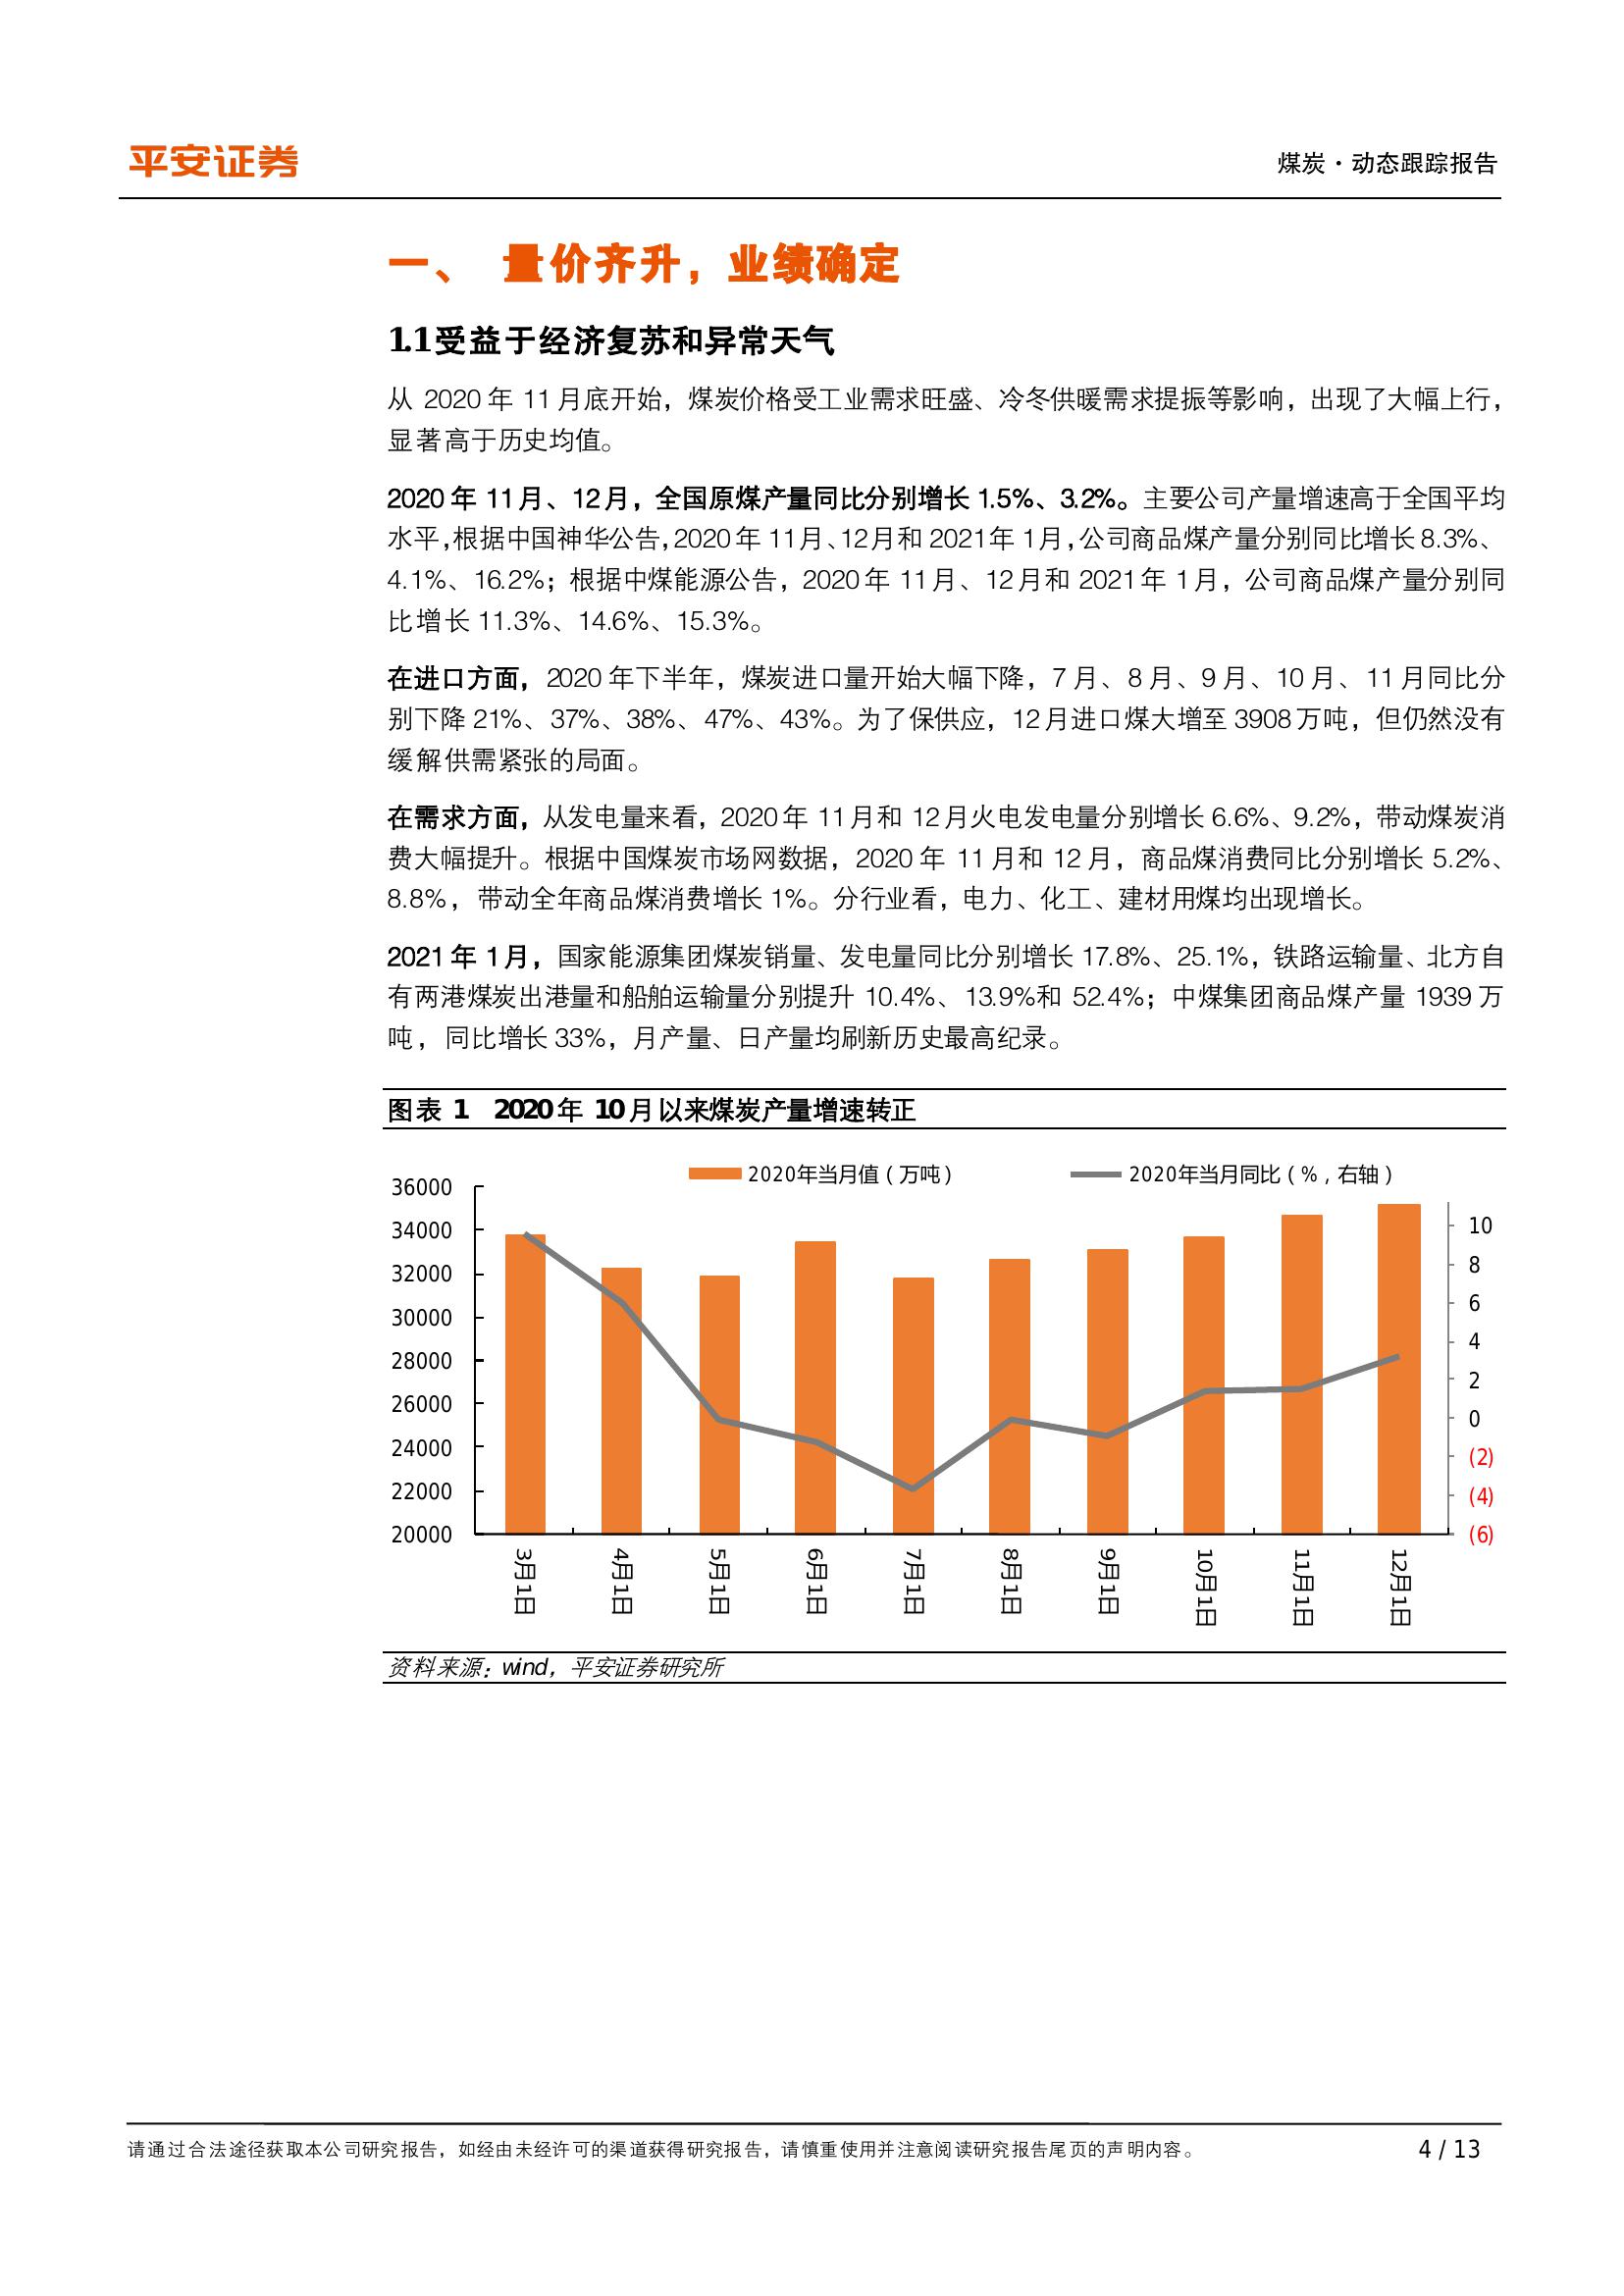 平安证券
煤炭·动态跟踪报告
一、 量价齐升，业绩确定
1.1受益于经济复苏和异常天气
从 2020 年 11 月底开始，煤炭价格受工业需求旺盛、冷冬供暖需求提振等影响，出现了大幅上行，
显著高于历史均值。
2020 年 11 月、12 月，全国原煤产量同比分别增长 1.5%、3.2%。主要公司产量增速高于全国平均
水平，根据中国神华公告，2020 年 11 月、12 月和 2021 年 1 月，公司商品煤产量分别同比增长 8.3%、
4.1%、16.2%；根据中煤能源公告，2020 年 11 月、12 月和 2021 年 1 月，公司商品煤产量分别同
比增长 11.3%、14.6%、15.3%。
在进口方面，2020 年下半年，煤炭进口量开始大幅下降，7 月、8 月、9 月、10 月、11 月同比分
别下降 21%、37%、38%、47%、43%。为了保供应，12 月进口煤大增至 3908 万吨，但仍然没有
缓解供需紧张的局面。
在需求方面，从发电量来看，2020 年 11 月和 12 月火电发电量分别增长 6.6%、9.2%，带动煤炭消
费大幅提升。根据中国煤炭市场网数据，2020 年 11 月和 12 月，商品煤消费同比分别增长 5.2%、
8.8%，带动全年商品煤消费增长 1%。分行业看，电力、化工、建材用煤均出现增长。
2021 年 1 月，国家能源集团煤炭销量、发电量同比分别增长 17.8%、25.1%，铁路运输量、北方自
有两港煤炭出港量和船舶运输量分别提升 10.4%、13.9%和 52.4%；中煤集团商品煤产量 1939 万
吨，同比增长 33%，月产量、日产量均刷新历史最高纪录。
图表 1 2020 年 10 月以来煤炭产量增速转正
2020年当月值（万吨） 2020年当月同比（%，右轴）
36000
34000
32000
30000
28000
26000
24000
22000
20000
10
8
6
4
2
0
(2)
(4)
(6)
3月1日
4月1日
5月1日
6月1日
7月1日
8月1日
9月1日
10月1日
11月1日
12月1日
资料来源：wind，平安证券研究所
请通过合法途径获取本公司研究报告，如经由未经许可的渠道获得研究报告，请慎重使用并注意阅读研究报告尾页的声明内容。
4 / 13